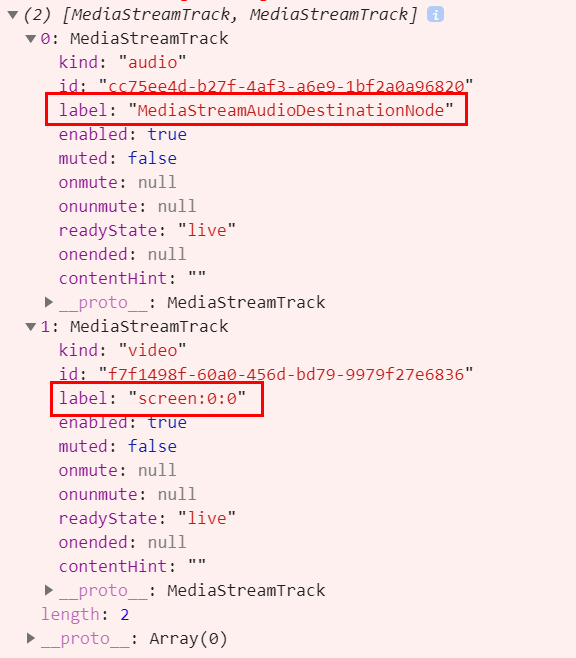 (2) [MediaStreamTrack, MediaStreamTrack] i
0: MediaStreamTrack
kind: "audio"
id: "cc75ee4d-b27f-4af3-a6e9-1bf2a0a96820"
label: "MediaStreamAudioDestinationNode"
enabled: true
muted: false
onmute: null
onunmute: null
readyState: "live"
onended: null
contentHint: ""
__proto__: MediaStreamTrack
1: MediaStreamTrack
kind: "video"
id: "f7f1498f-60a0-456d-bd79-9979f27e6836"
label: "screen:0:0"
enabled: true
muted: false
onmute: null
onunmute: null
readyState: "live"
onended: null
contentHint: ""
__proto__: MediaStreamTrack
length: 2
__proto__: Array(0)